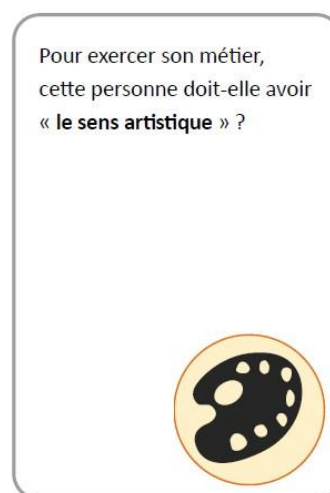 Pour exercer son métier,
cette personne doit-elle avoir
« le sens artistique » ?